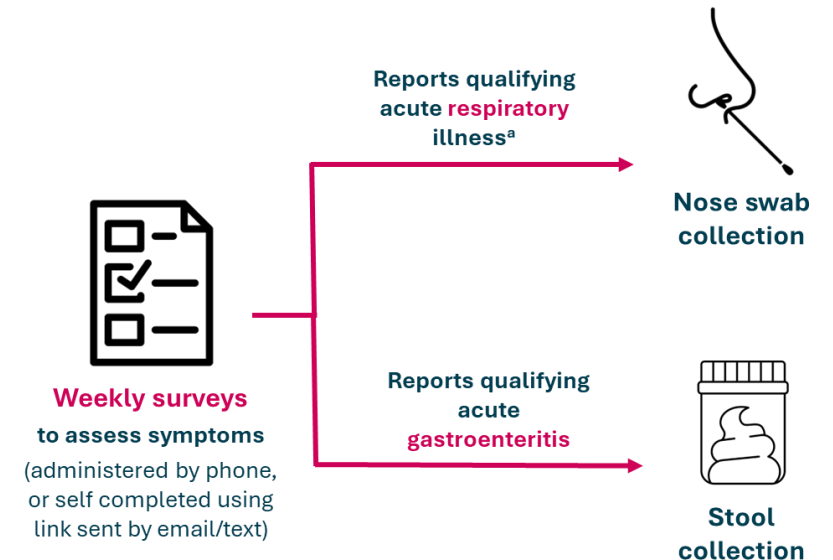 Reports qualifying
acute respiratory
illnessª
Nose swab
collection
Weekly surveys
to assess symptoms
(administered by phone,
or self completed using
link sent by email/text)
Reports qualifying
acute
gastroenteritis
Stool
collection